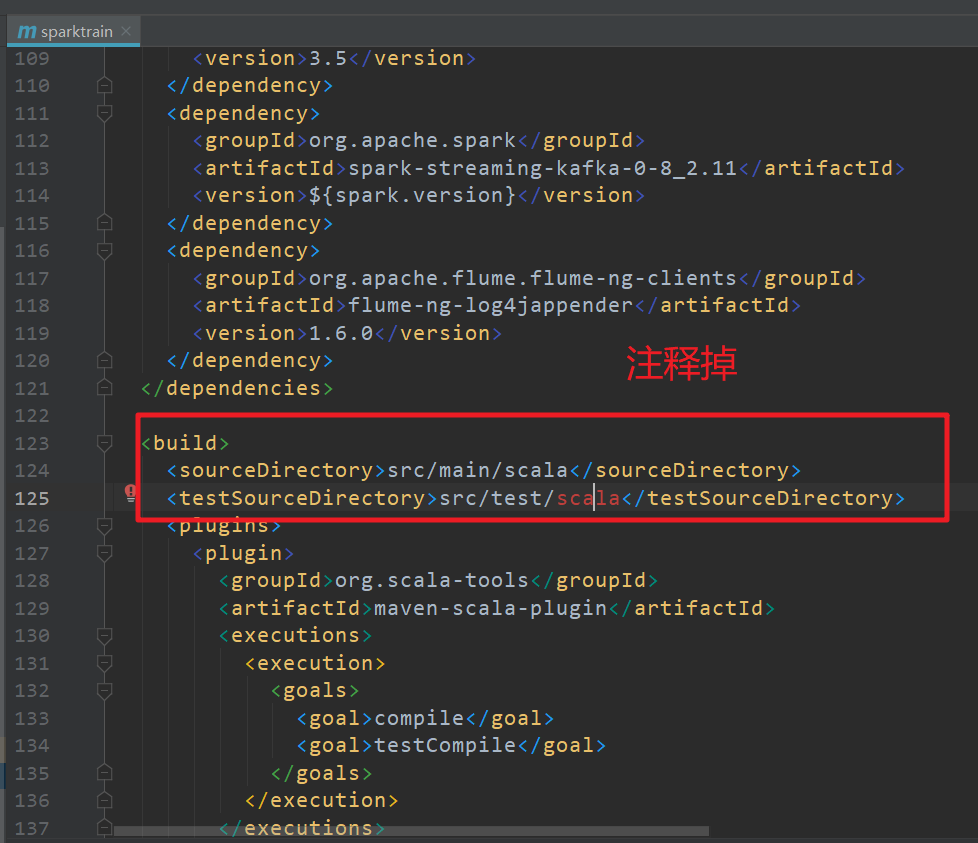 m sparktrain ×
109 <version>3.5</version>
110 </dependency>
111 <dependency>
112 <groupId>org.apache.spark</groupId>
113 <artifactId>spark-streaming-kafka-0-8_2.11</artifactId>
114 <version>${spark.version}</version>
115 </dependency>
116 <dependency>
117 <groupId>org.apache.flume.flume-ng-clients</groupId>
118 <artifactId>flume-ng-log4jappender</artifactId>
119 <version>1.6.0</version>
120 </dependency>
注释掉
121 </dependencies>
122
123 <build>
124 <sourceDirectory>src/main/scala</sourceDirectory>
125 <testSourceDirectory>src/test/scala</testSourceDirectory>
126 <plugins>
127 <plugin>
128 <groupId>org.scala-tools</groupId>
129 <artifactId>maven-scala-plugin</artifactId>
130 <executions>
131 <execution>
132 <goals>
133 <goal>compile</goal>
134 <goal>testCompile</goal>
135 </goals>
136 </execution>
137 </executions>